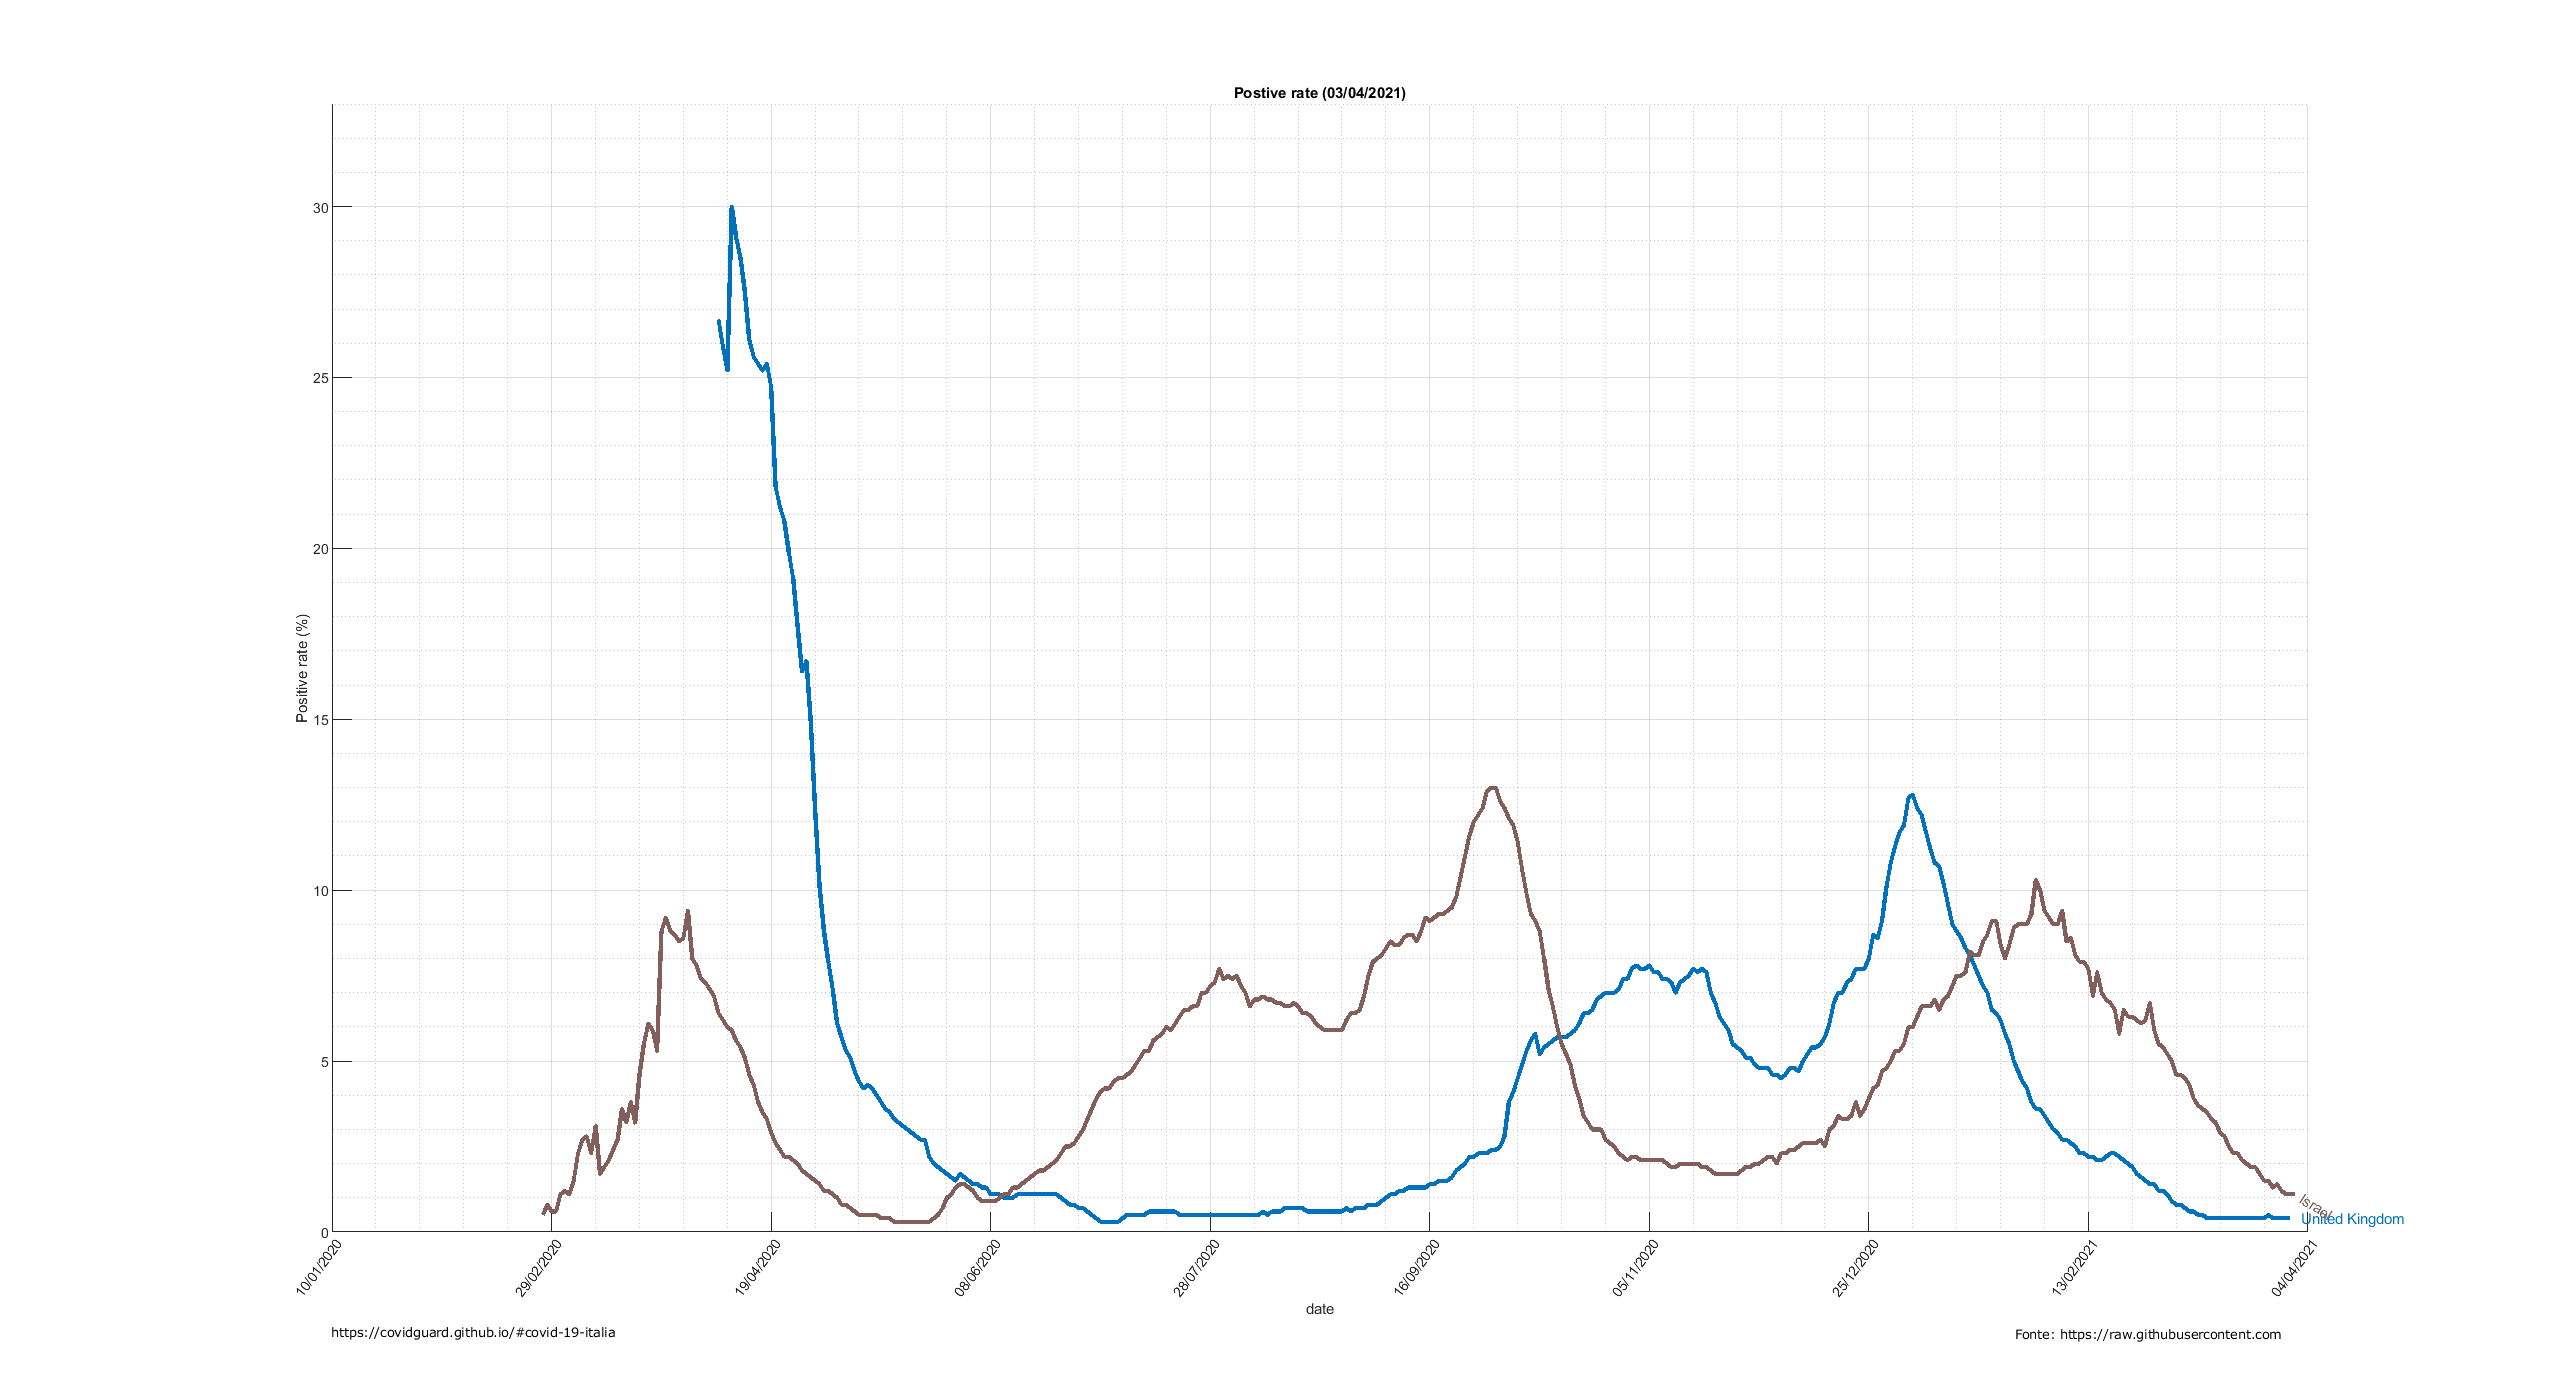 Postive rate (03/04/2021)
Positive rate (%)
30
25
20
15
10
5
0
10/01/2020
29/02/2020
19/04/2020
08/06/2020
28/07/2020
16/09/2020
05/11/2020
25/12/2020
13/02/2021
04/04/2021
date
Israel
United Kingdom
https://covidguard.github.io/#covid-19-italia
Fonte: https://raw.githubusercontent.com